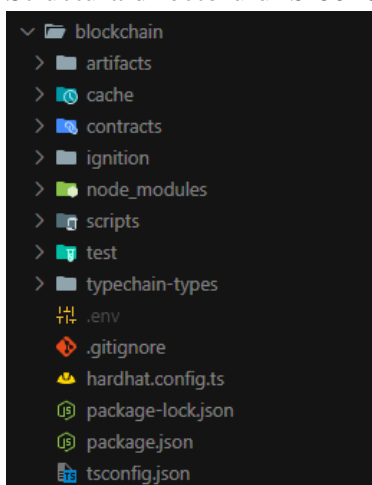 blockchain
artifacts
cache
contracts
ignition
node_modules
scripts
test
typechain-types
.env
.gitignore
hardhat.config.ts
package-lock.json
package.json
tsconfig.json